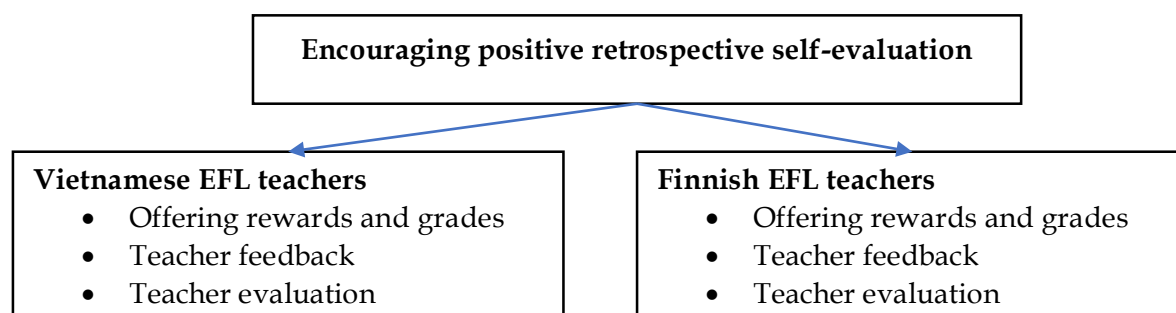 Encouraging positive retrospective self-evaluation
Vietnamese EFL teachers
• Offering rewards and grades
• Teacher feedback
• Teacher evaluation
Finnish EFL teachers
• Offering rewards and grades
• Teacher feedback
• Teacher evaluation